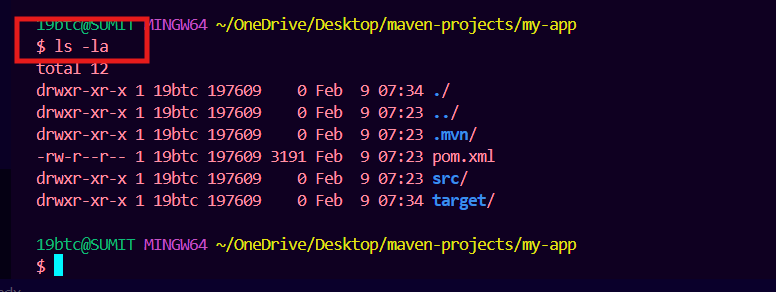 19btc@SUMIT MINGW64 ~/OneDrive/Desktop/maven-projects/my-app
$ ls -la
total 12
drwxr-xr-x 1 19btc 197609    0 Feb  9 07:34 ./
drwxr-xr-x 1 19btc 197609    0 Feb  9 07:23 ../
drwxr-xr-x 1 19btc 197609    0 Feb  9 07:23 .mvn/
-rw-r--r-- 1 19btc 197609 3191 Feb  9 07:23 pom.xml
drwxr-xr-x 1 19btc 197609    0 Feb  9 07:23 src/
drwxr-xr-x 1 19btc 197609    0 Feb  9 07:34 target/
19btc@SUMIT MINGW64 ~/OneDrive/Desktop/maven-projects/my-app
$